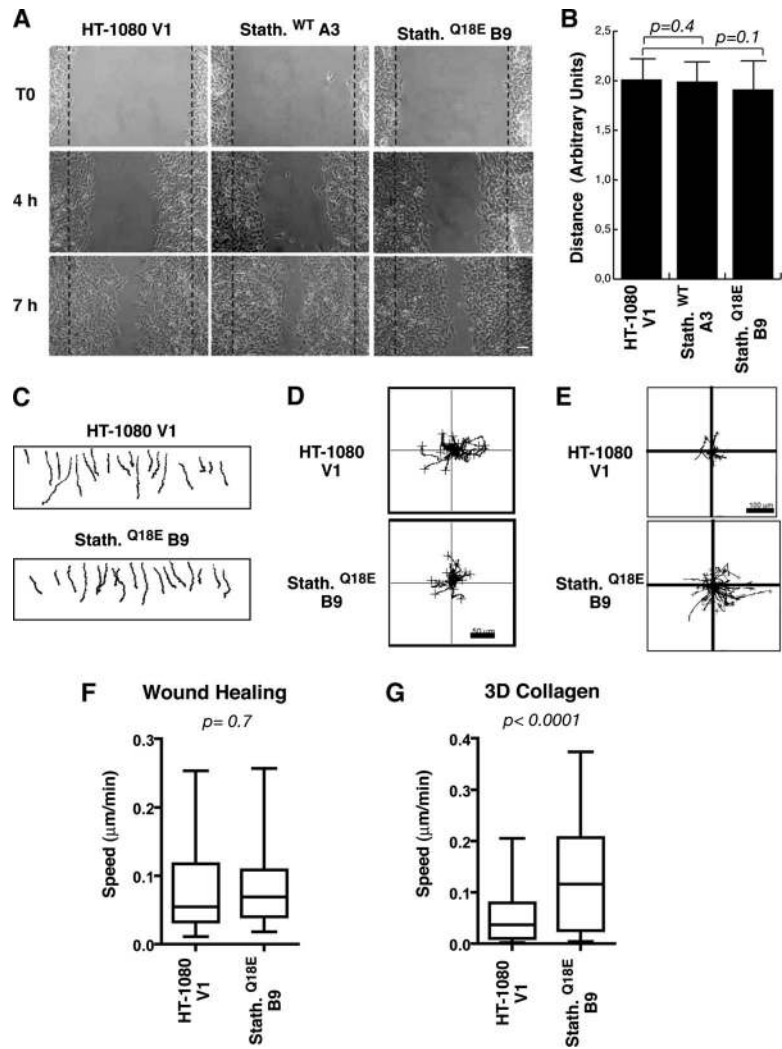 A
HT-1080 V1 Stath. WT A3 Stath. Q18E B9
T0
4 h
7 h
B
p=0.4
p=0.1
Distance (Arbitrary Units)
2,5
2,0
1,5
1,0
0,5
0,0
HT-1080 V1
Stath. WT A3
Stath. Q18E B9
C
HT-1080 V1
Stath. Q18E B9
D
HT-1080
V1
Stath. Q18E
B9
50 µm
E
HT-1080
V1
100 µm
Stath. Q18E
B9
F Wound Healing
p= 0.7
Speed (µm/min)
0.3
0.2
0.1
0.0
HT-1080 V1
Stath. Q18E B9
G 3D Collagen
p< 0.0001
Speed (µm/min)
0.4
0.3
0.2
0.1
0.0
HT-1080 V1
Stath. Q18E B9